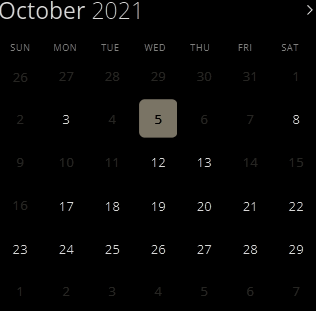 October 2021
SUN MON TUE WED THU FRI SAT
26 27 28 29 30 31 1
2 3 4 5 6 7 8
9 10 11 12 13 14 15
16 17 18 19 20 21 22
23 24 25 26 27 28 29
1 2 3 4 5 6 7